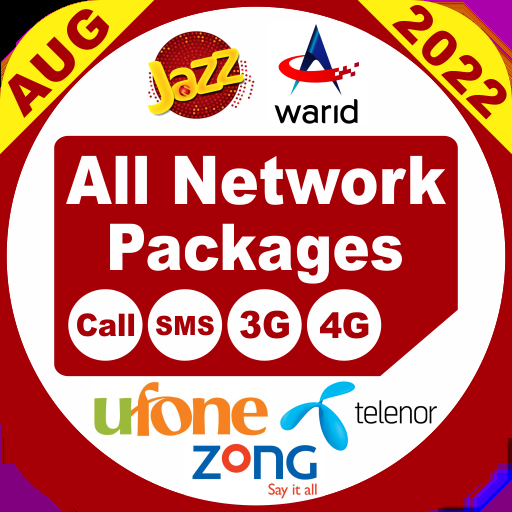 AUG
2022
Jazz
warid
All Network
Packages
Call SMS 3G 4G
ufone
telenor
ZONG
Say it all